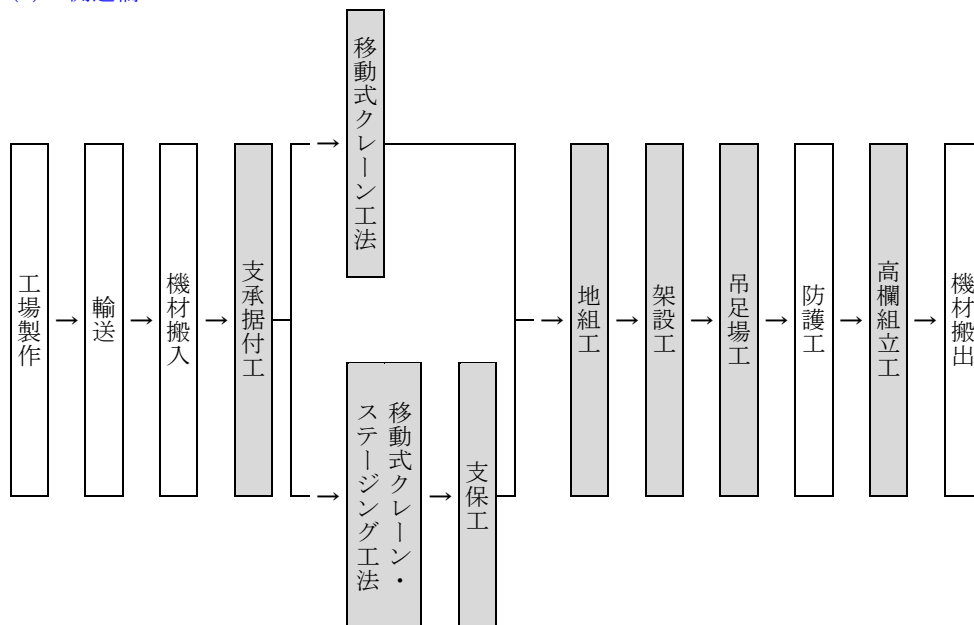 工場製作
→
輸送
→
機材搬入
→
支承据付工
→
移動式クレーン工法
→
移動式クレーン・
ステージング工法
→
支保工
→
地組工
→
架設工
→
吊足場工
→
防護工
→
高欄組立工
→
機材搬出